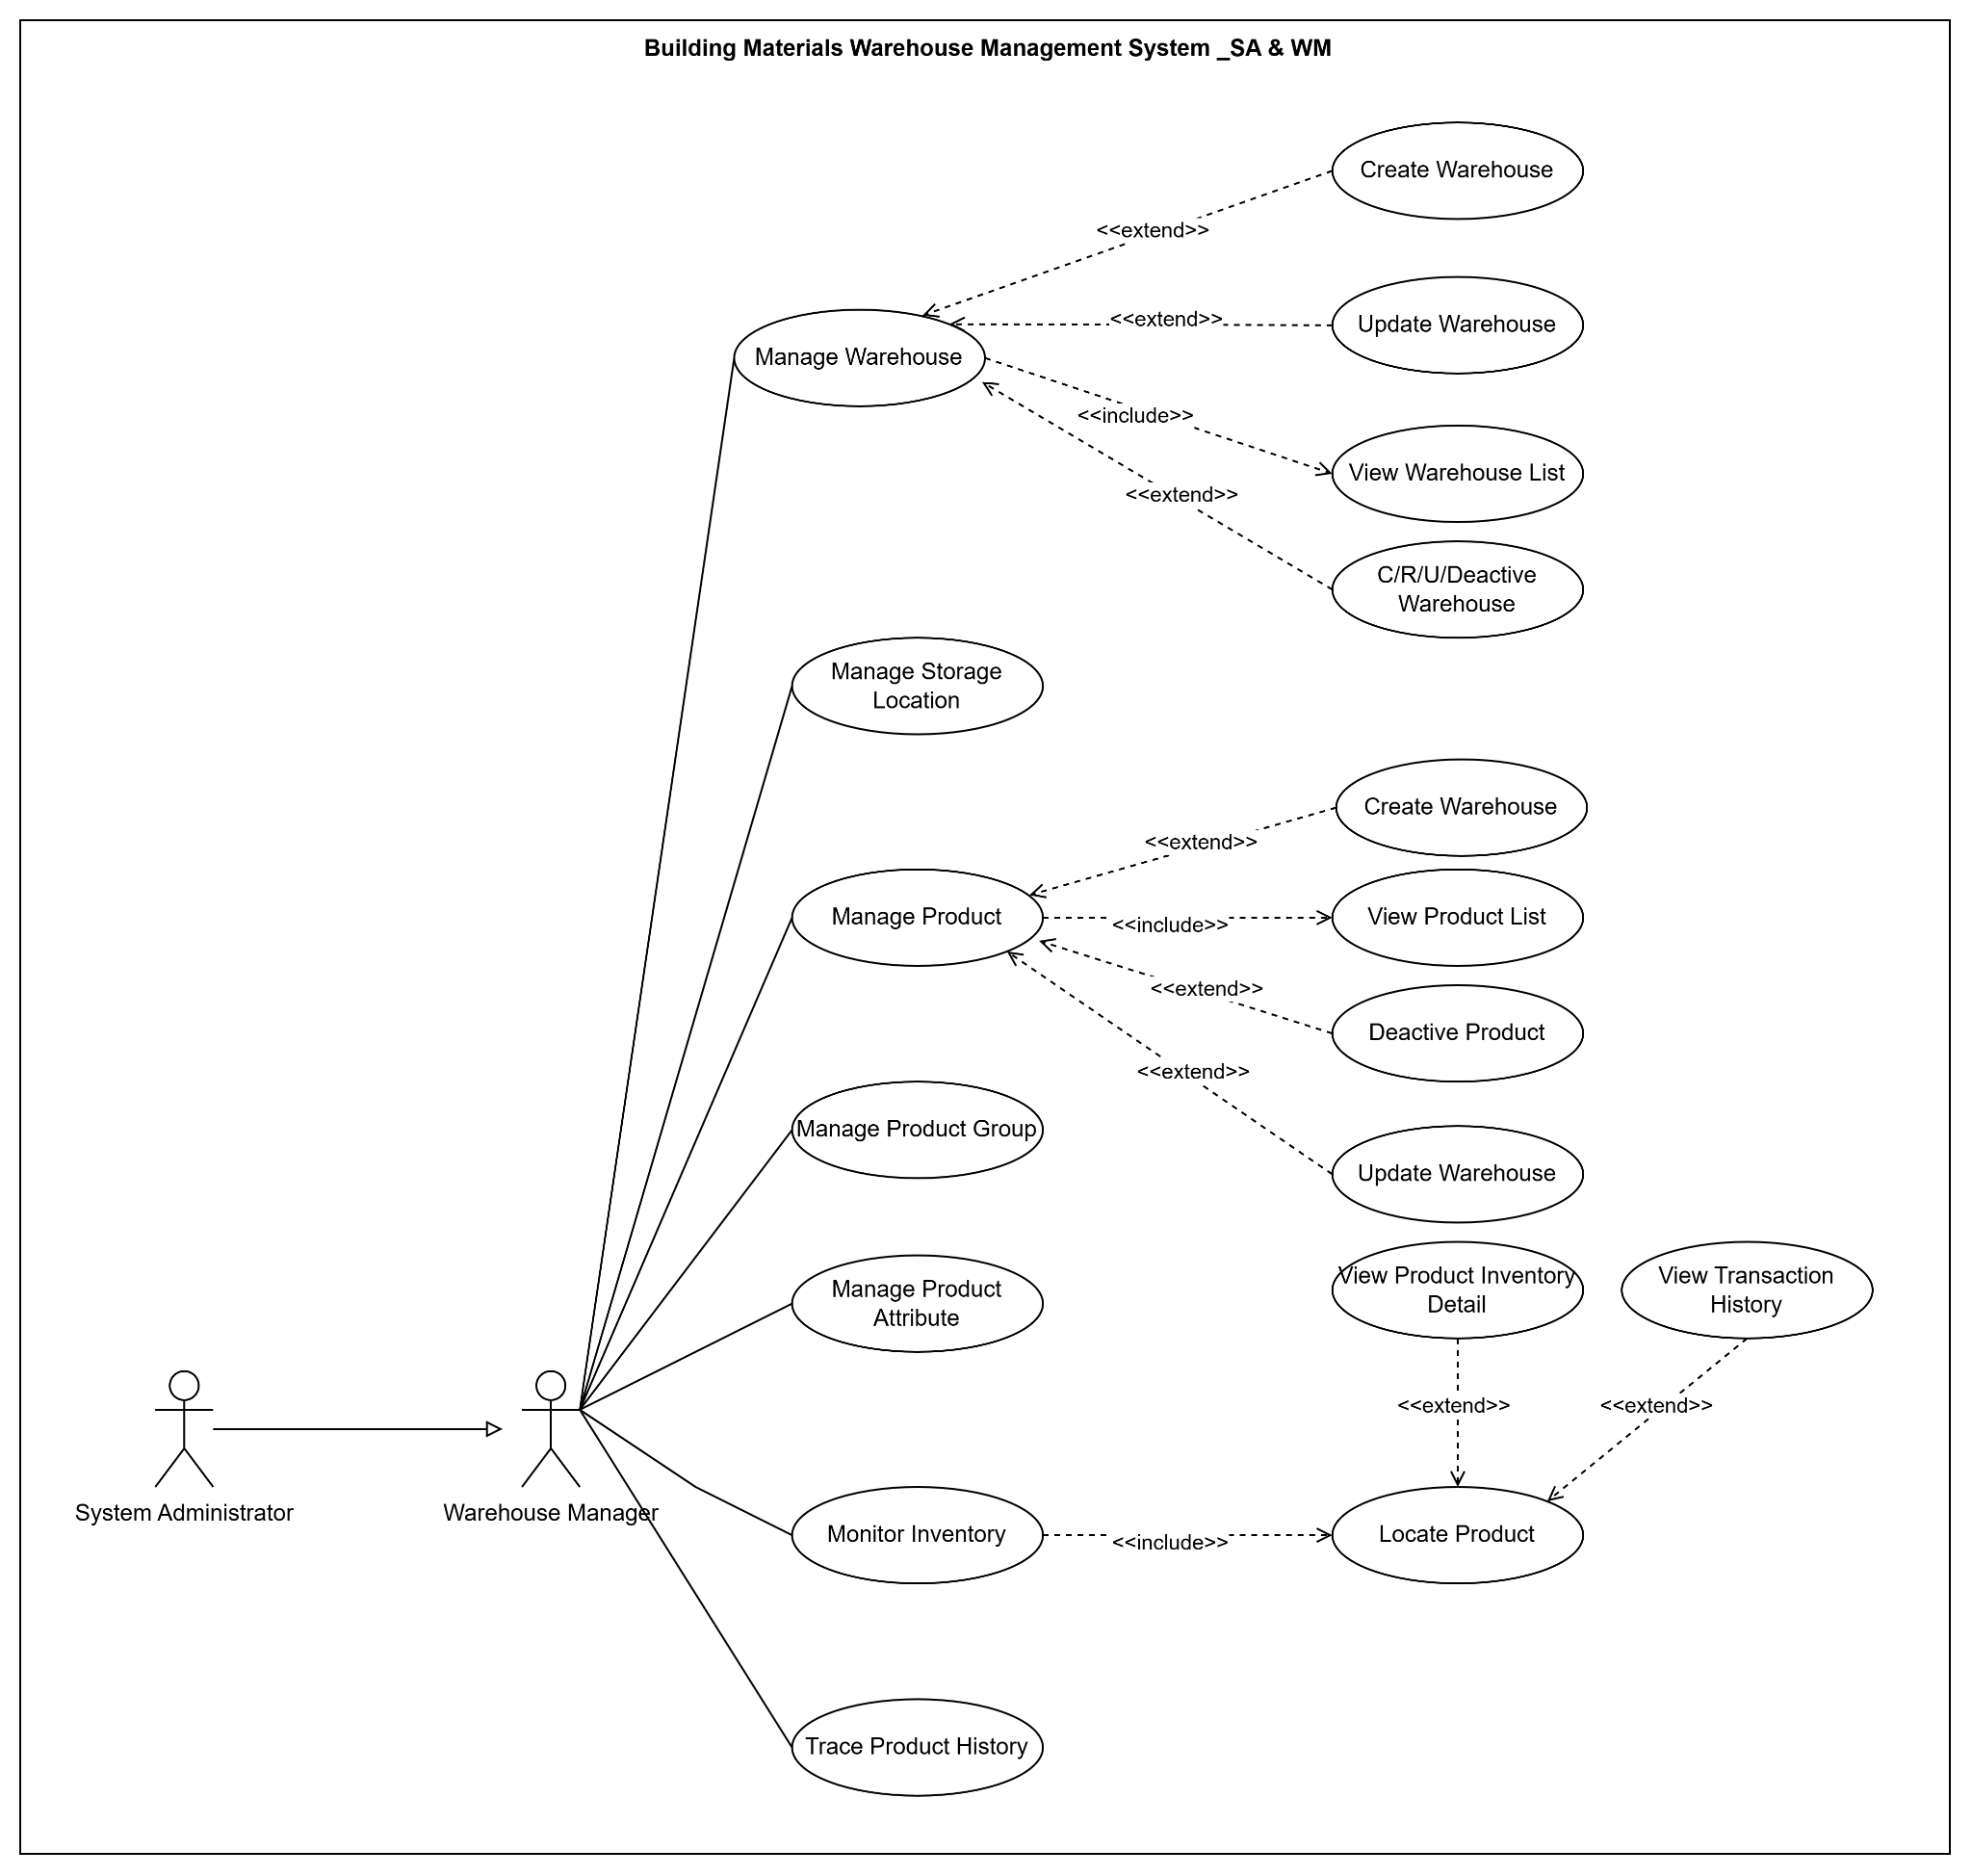 Building Materials Warehouse Management System _SA & WM
Create Warehouse
<<extend>>
Update Warehouse
<<extend>>
Manage Warehouse
<<include>>
View Warehouse List
<<extend>>
C/R/U/Deactive
Warehouse
Manage Storage
Location
Create Warehouse
<<extend>>
Manage Product
<<include>>
View Product List
<<extend>>
Deactive Product
<<extend>>
Manage Product Group
Update Warehouse
Manage Product
Attribute
View Product Inventory
Detail
View Transaction
History
<<extend>>
<<extend>>
System Administrator
Warehouse Manager
Monitor Inventory
<<include>>
Locate Product
Trace Product History